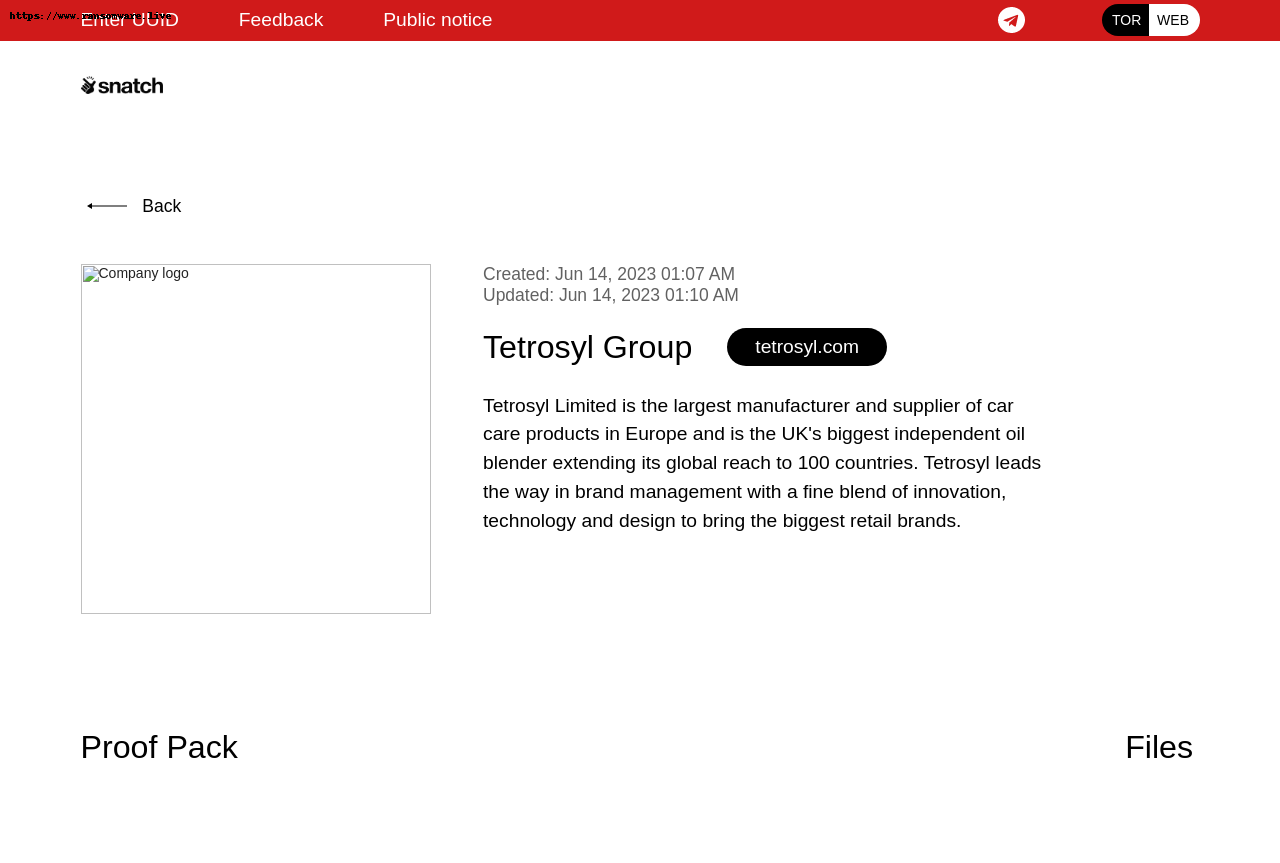 https://www.ransomware.live
Enter UUID
Feedback
Public notice
TOR
WEB
snatch
Back
Company logo
Created: Jun 14, 2023 01:07 AM
Updated: Jun 14, 2023 01:10 AM
Tetrosyl Group
tetrosyl.com
Tetrosyl Limited is the largest manufacturer and supplier of car
care products in Europe and is the UK's biggest independent oil
blender extending its global reach to 100 countries. Tetrosyl leads
the way in brand management with a fine blend of innovation,
technology and design to bring the biggest retail brands.
Proof Pack
Files